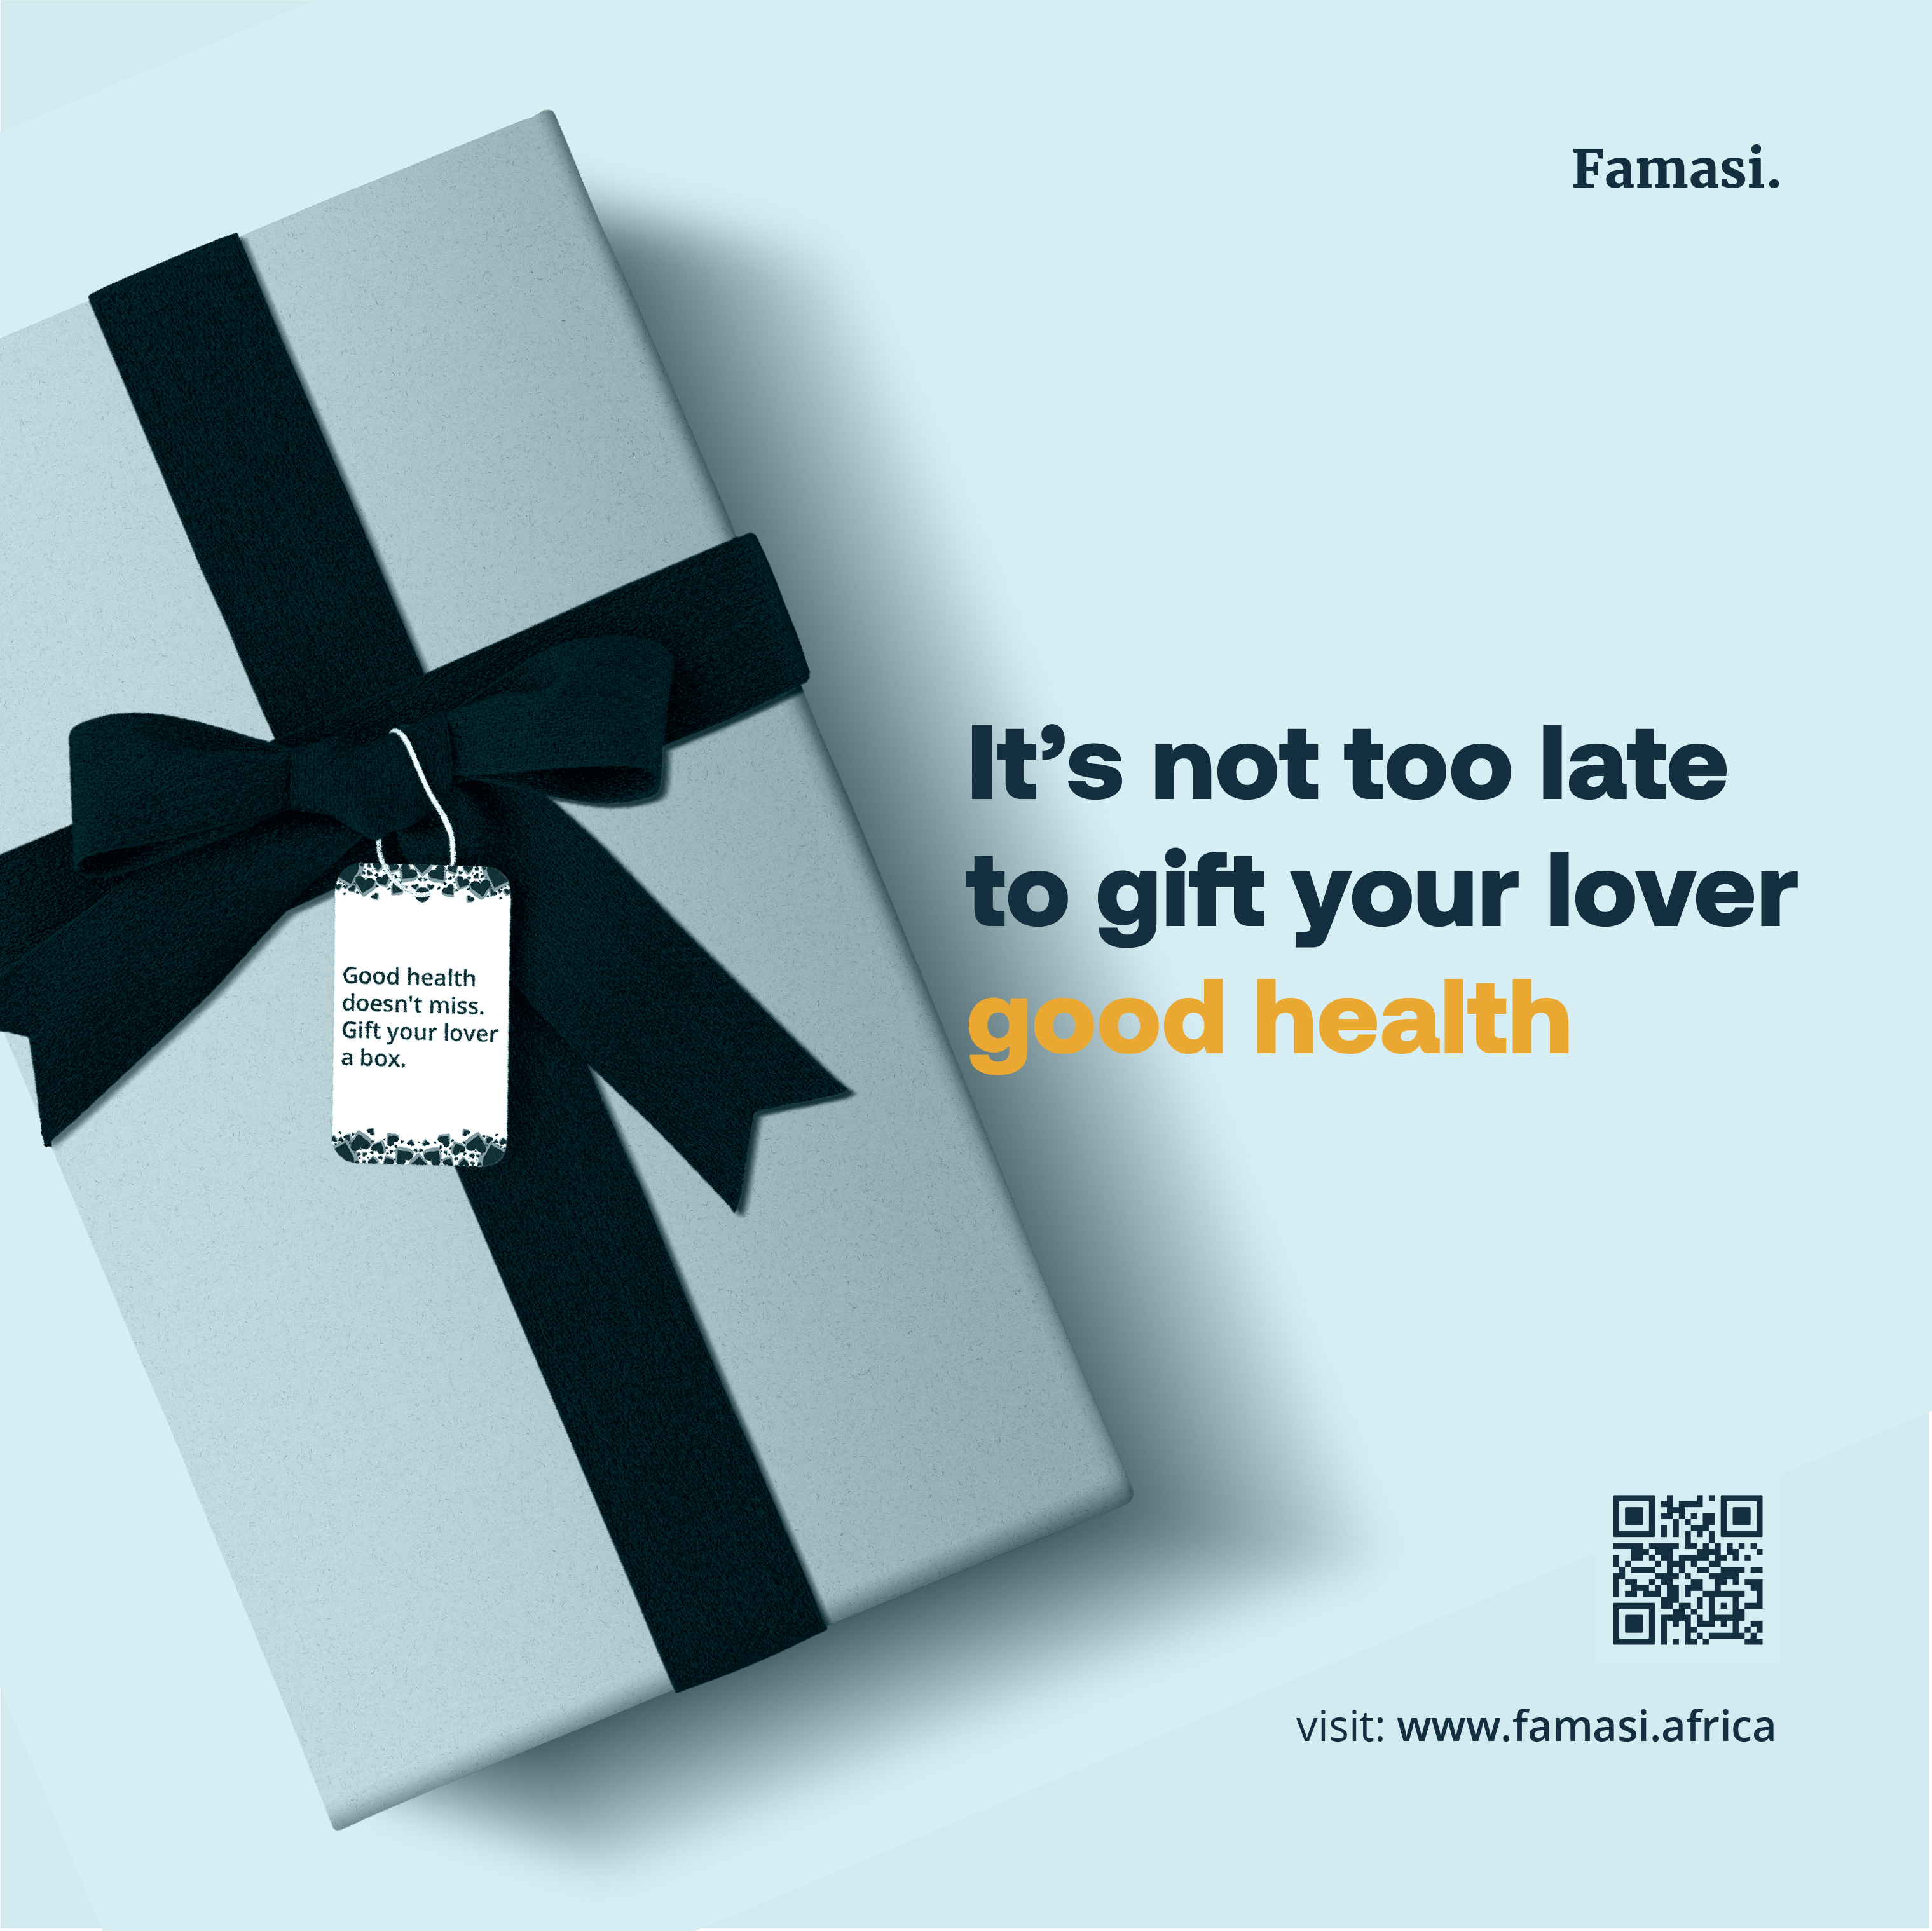 Famasi.
It’s not too late
to gift your lover
good health
Good health
doesn't miss.
Gift your lover
a box.
visit: www.famasi.africa